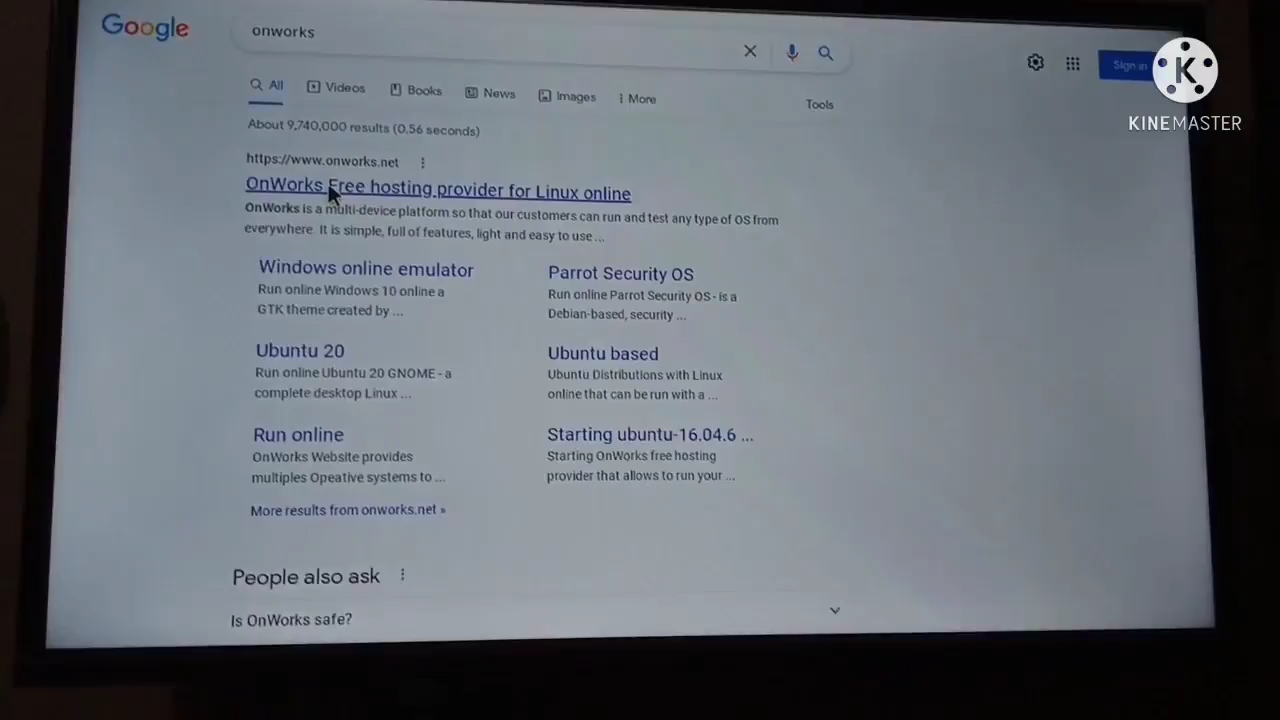 Google
onworks
Sign in
K
KINEMASTER
All Videos Books News Images More Tools
About 9,740,000 results (0.56 seconds)
https://www.onworks.net
OnWorks Free hosting provider for Linux online
OnWorks is a multi-device platform so that our customers can run and test any type of OS from
everywhere. It is simple, full of features, light and easy to use ...
Windows online emulator
Run online Windows 10 online a
GTK theme created by ...
Parrot Security OS
Run online Parrot Security OS - is a
Debian-based, security ...
Ubuntu 20
Run online Ubuntu 20 GNOME - a
complete desktop Linux ...
Ubuntu based
Ubuntu Distributions with Linux
online that can be run with a ...
Run online
OnWorks Website provides
multiples Opeative systems to ...
Starting ubuntu-16.04.6 ...
Starting OnWorks free hosting
provider that allows to run your ...
More results from onworks.net »
People also ask
Is OnWorks safe?